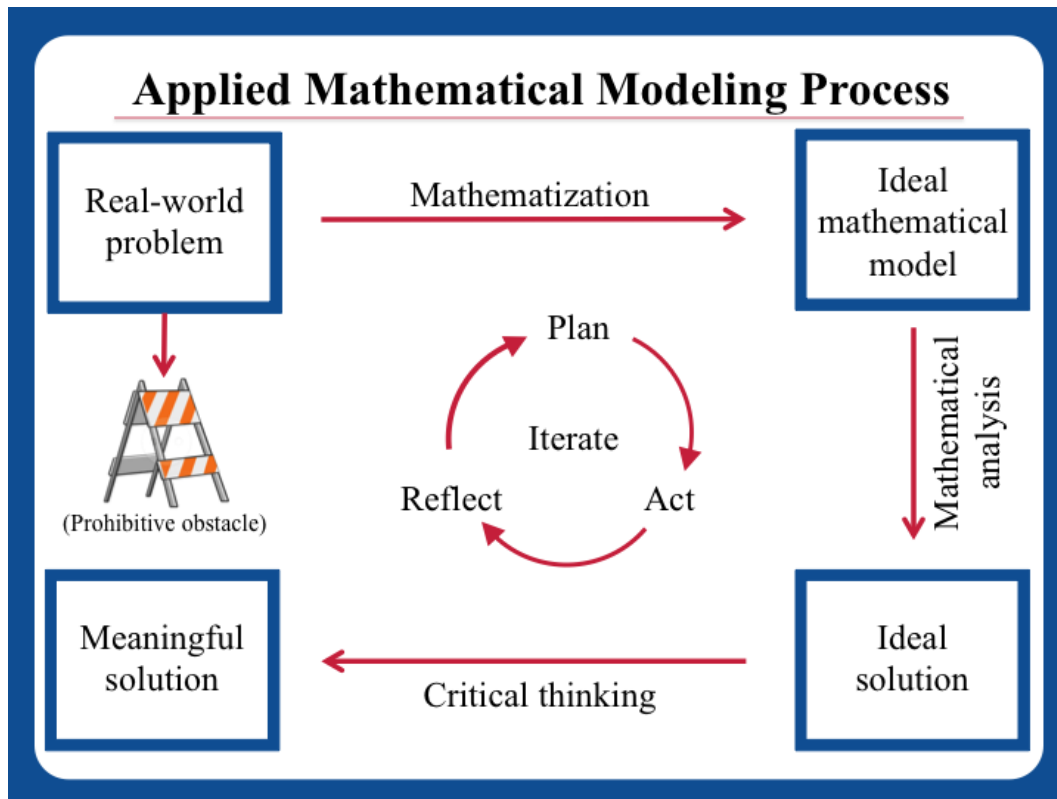 Applied Mathematical Modeling Process
Real-world
problem
Mathematization
Ideal
mathematical
model
Plan
Iterate
Reflect
Act
Mathematical
analysis
(Prohibitive obstacle)
Meaningful
solution
Critical thinking
Ideal
solution